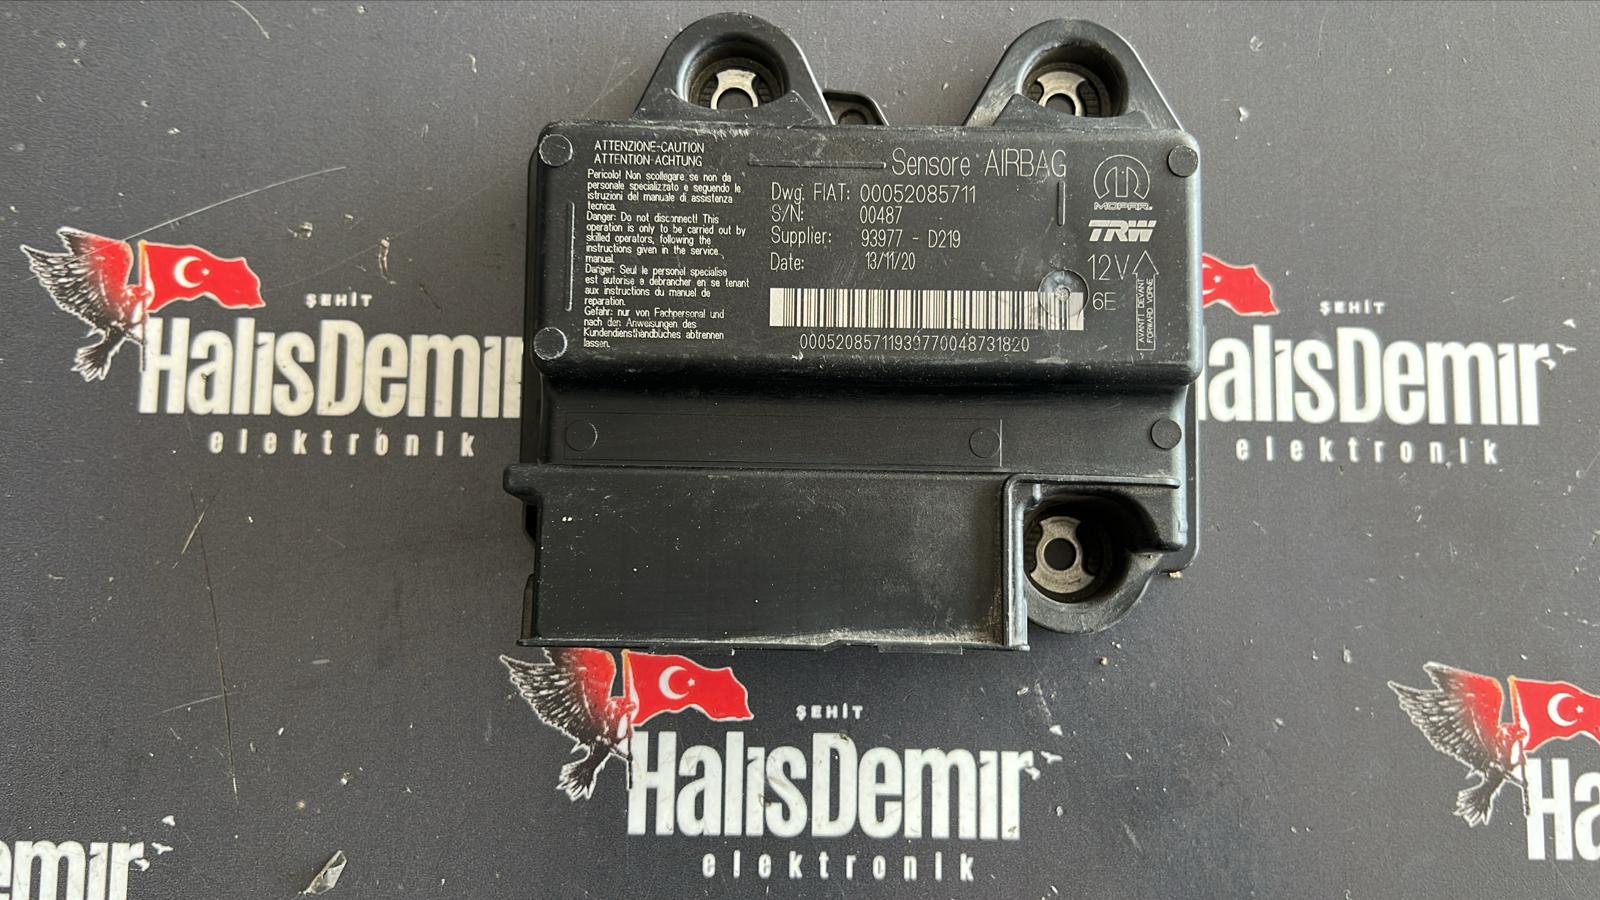 ATTENZIONE-CAUTION
ATTENTION-ACHTUNG
Pericolo! Non scollegare se non da
personale specializzato e seguendo le
istruzioni del manuale di assistenza
tecnica.
Danger: Do not disconnect! This
operation is only to be carried out by
skilled operators, following the
instructions given in the service
manual.
Danger: Seul le personel specialise
est autorise a debrancher en se tenant
aux instructions du manuel de
reparation.
Gefahr: nur von Fachpersonal und
nach den Anweisungen des
Kundendiensthändbuches abtrennen
lassen.
Sensore AIRBAG
Dwg. FIAT: 00052085711
S/N: 00487
Supplier: 93977 - D219
Date: 13/11/20
00052085711939770048731820
MOPAR
TRW
12V
6E
AVANTI DEVANT
FORWARD VORNE
ŞEHİT
HalısDemır
elektronik
ŞEHİT
alısDemır
elektronik
ŞEHİT
HalısDemır
elektronik
emır
Ha